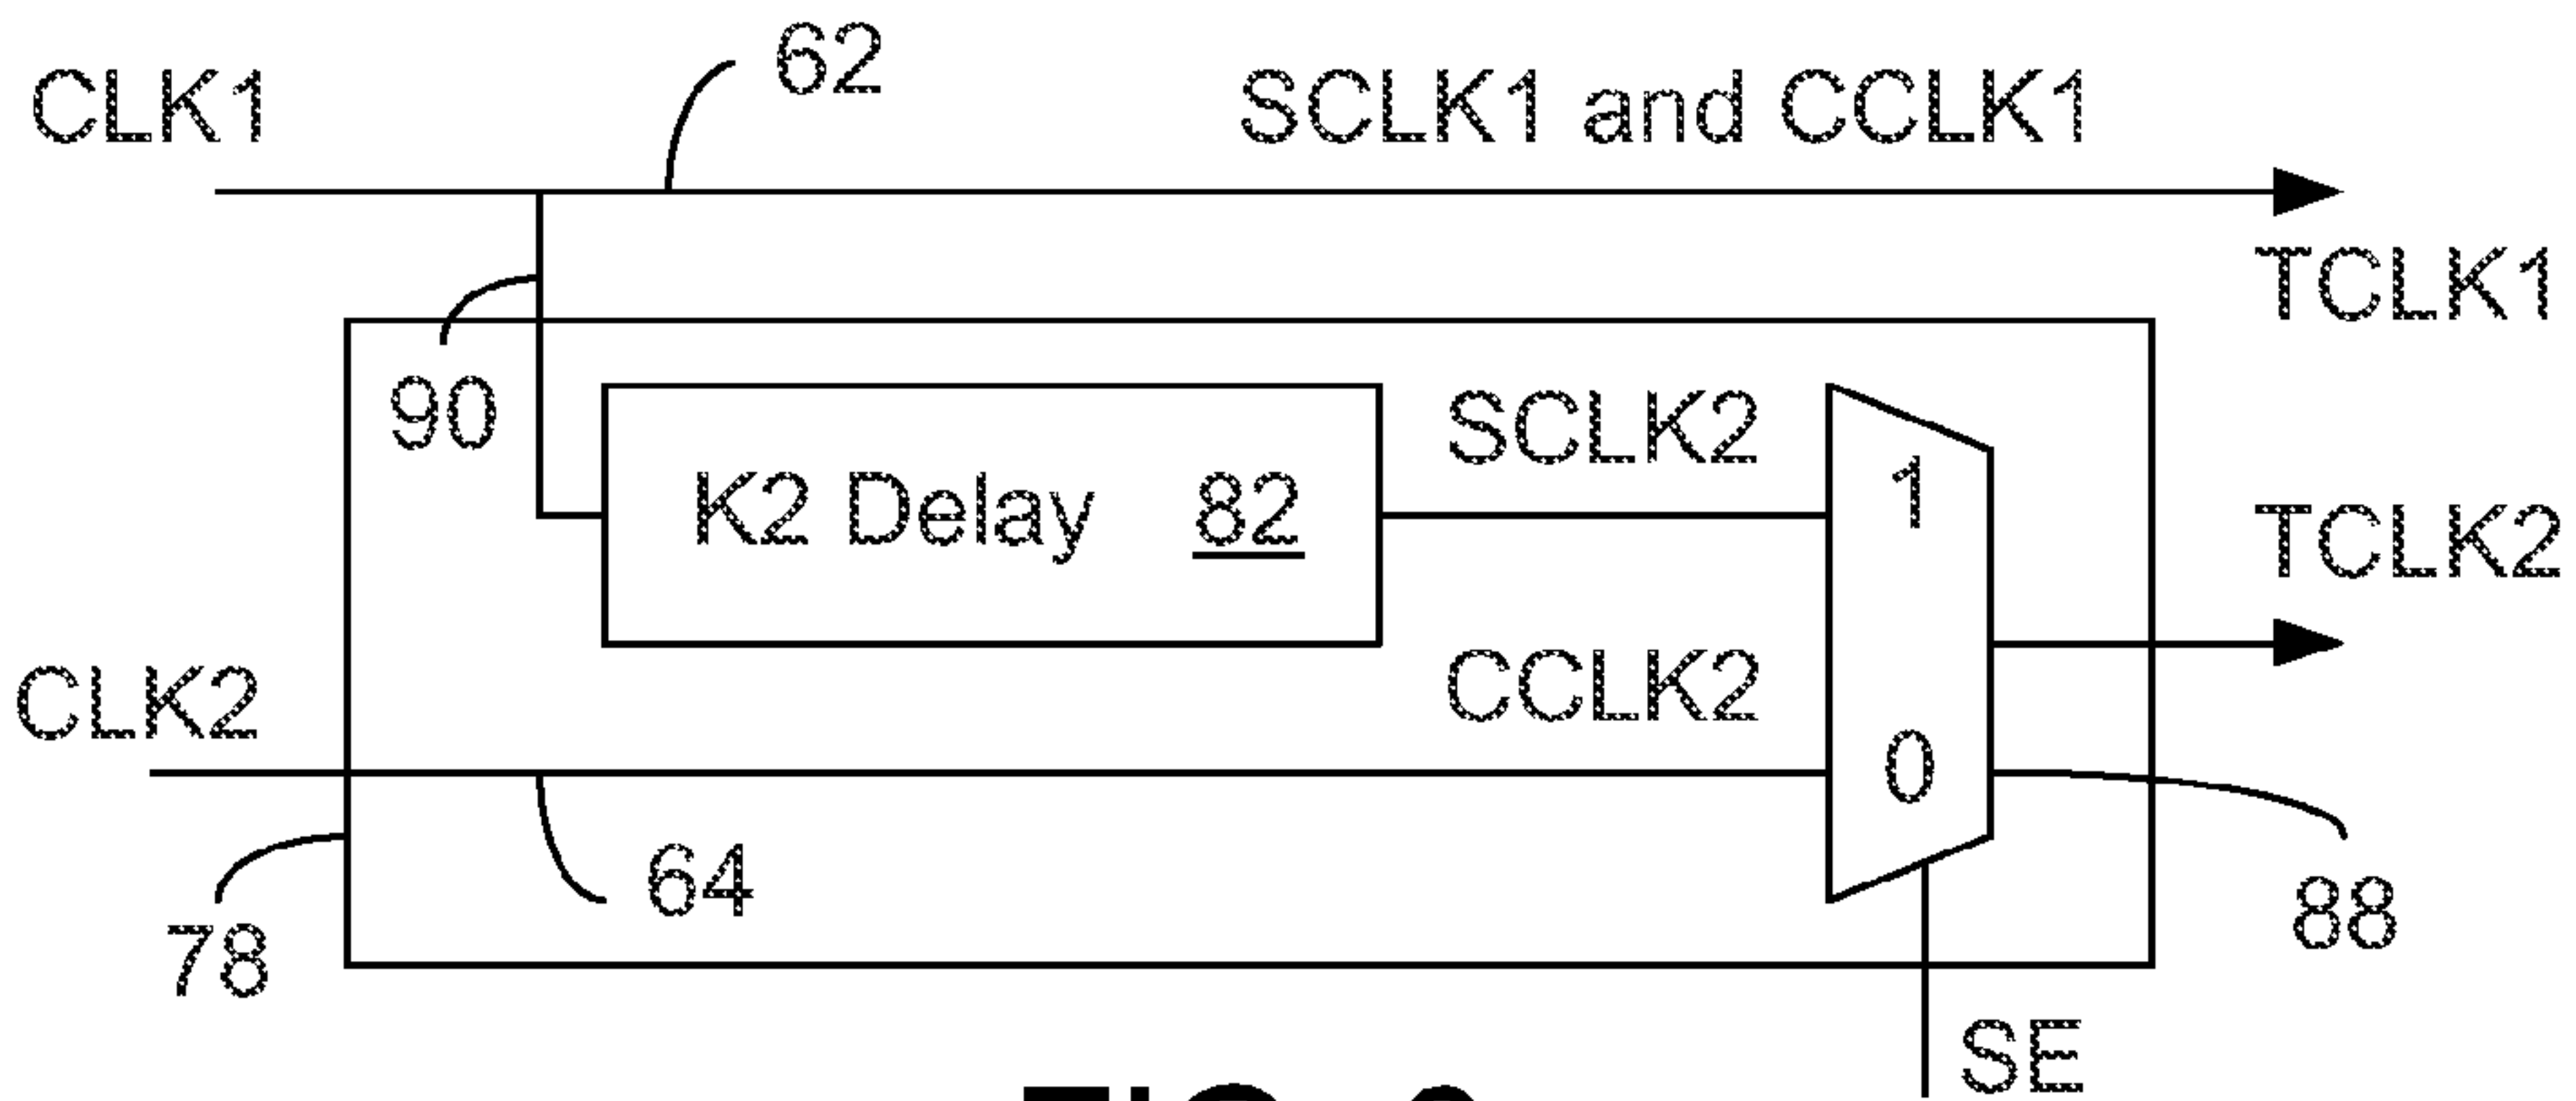 62
CLK1
SCLK1 and CCLK1
TCLK1
90
SCLK2
K2 Delay 82
1
TCLK2
CCLK2
CLK2
0
64
88
78
SE